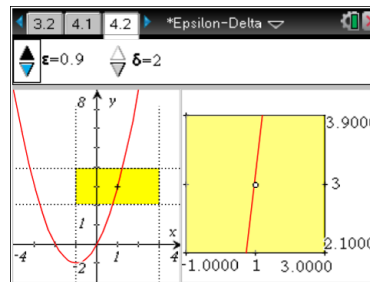 3.2 4.1 4.2 *Epsilon-Delta
ε=0.9 δ=2
8 y
3.9000
3
1
x
2.1000
-4 -2 1 4 -1.0000 1 3.0000